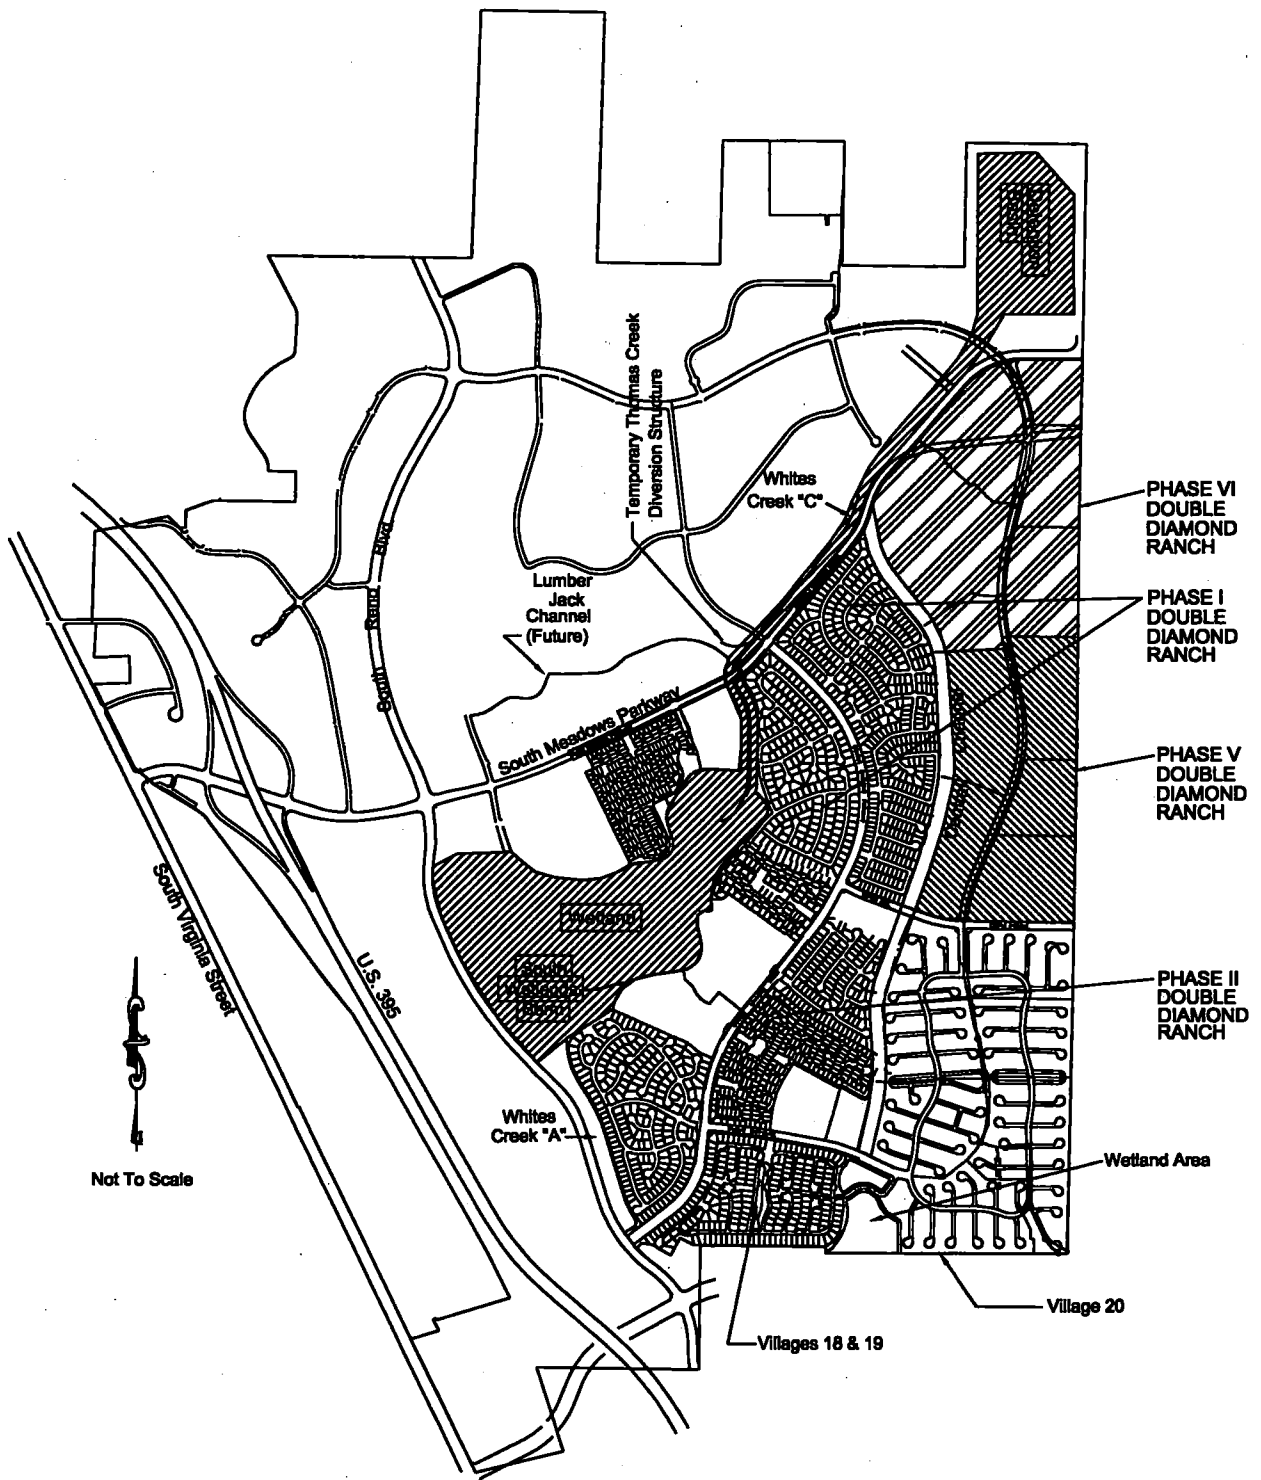 Temporary Thomas Creek
Diversion Structure
Whites
Creek "C"
PHASE VI
DOUBLE
DIAMOND
RANCH
South Rand Blvd
Lumber
Jack
Channel
(Future)
PHASE I
DOUBLE
DIAMOND
RANCH
South Meadows Parkway
PHASE V
DOUBLE
DIAMOND
RANCH
South Virginia Street
U.S. 395
Wetland
South
PHASE II
DOUBLE
DIAMOND
RANCH
Whites
Creek "A"
Not To Scale
Wetland Area
Village 20
Villages 18 & 19